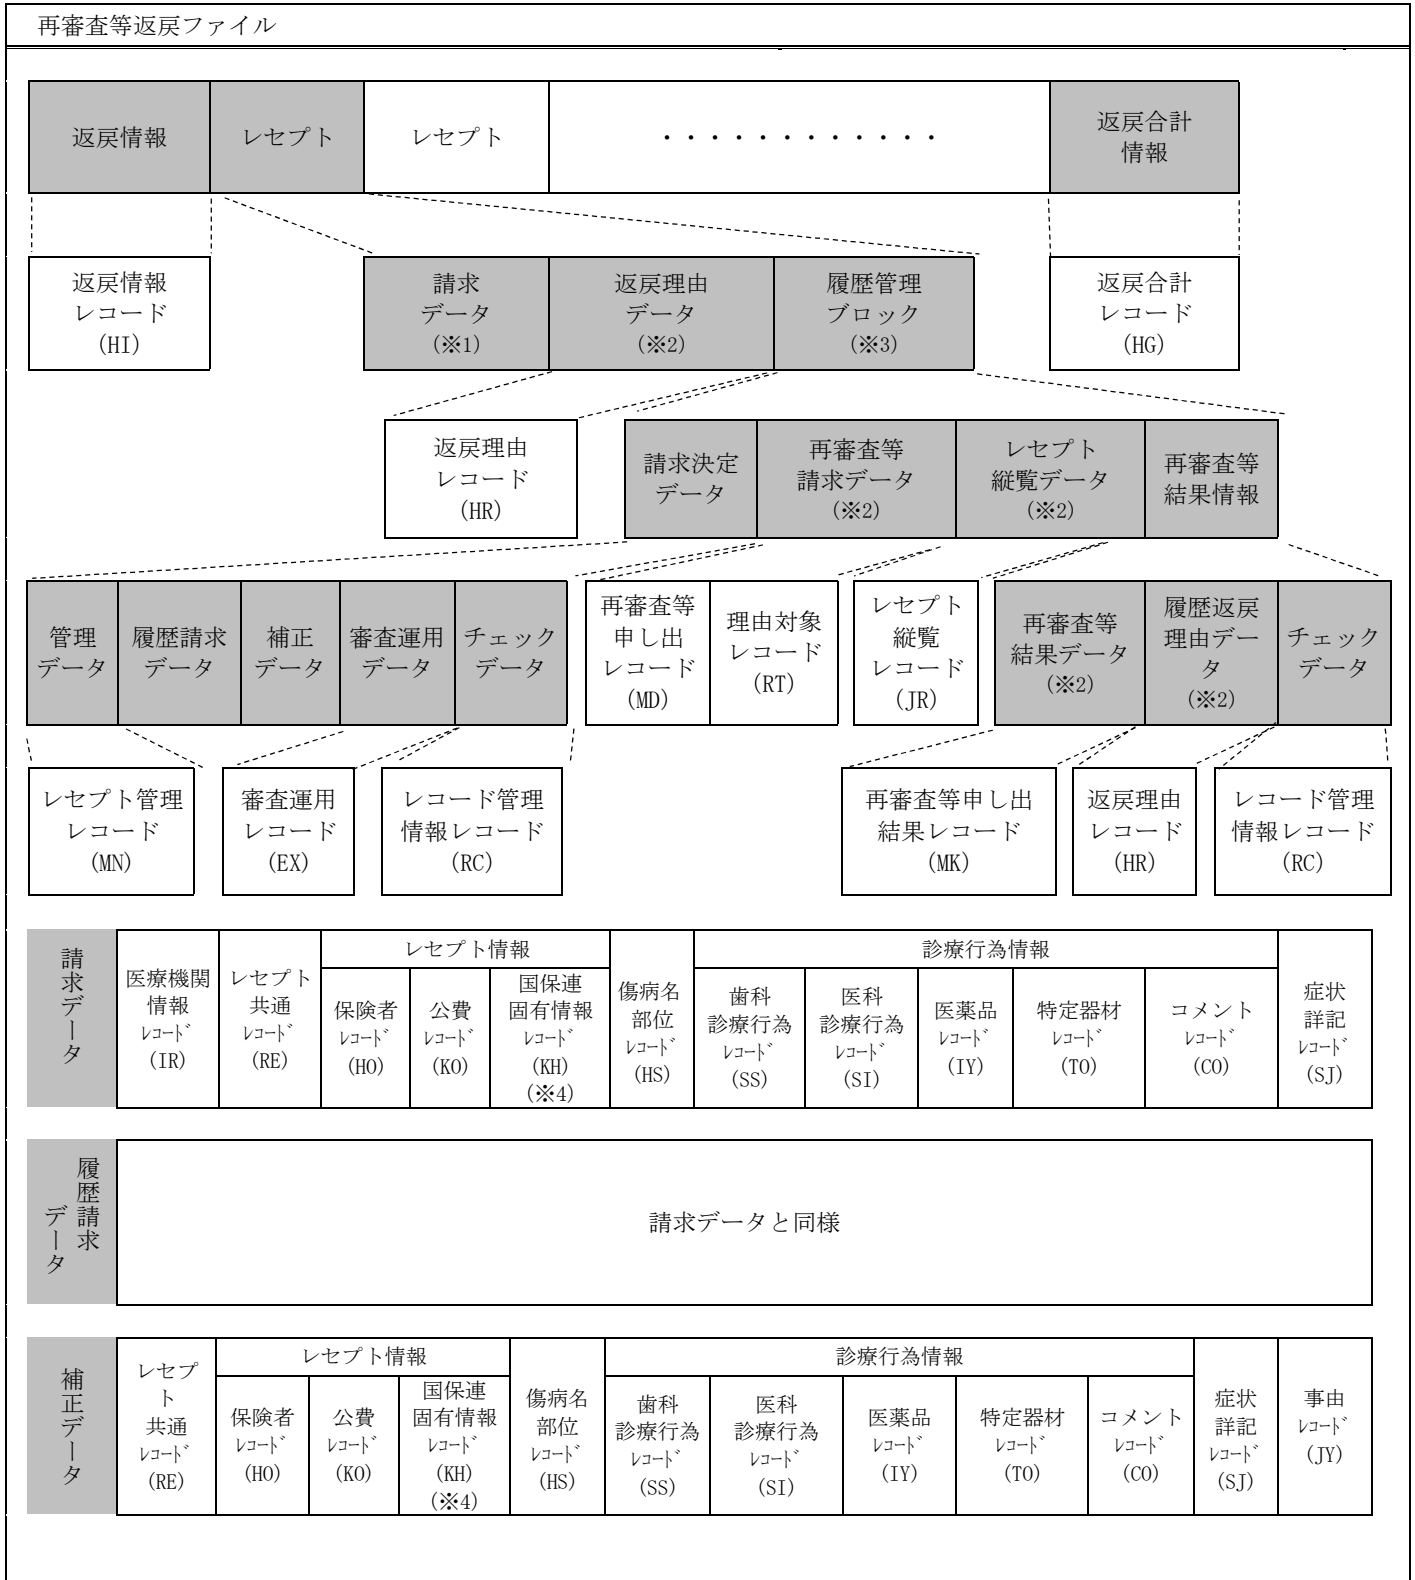 再審査等返戻ファイル
返戻情報
レセプト
レセプト
・・・・・・・・・・・・
返戻合計
情報
返戻情報
レコード
(HI)
請求
データ
(※1)
返戻理由
データ
(※2)
履歴管理
ブロック
(※3)
返戻合計
レコード
(HG)
返戻理由
レコード
(HR)
請求決定
データ
再審査等
請求データ
(※2)
レセプト
縦覧データ
(※2)
再審査等
結果情報
管理
データ
履歴請求
データ
補正
データ
審査運用
データ
チェック
データ
再審査等
申し出
レコード
(MD)
理由対象
レコード
(RT)
レセプト
縦覧
レコード
(JR)
再審査等
結果データ
(※2)
履歴返戻
理由デー
タ
(※2)
チェック
データ
レセプト管理
レコード
(MN)
審査運用
レコード
(EX)
レコード管理
情報レコード
(RC)
再審査等申し出
結果レコード
(MK)
返戻理由
レコード
(HR)
レコード管理
情報レコード
(RC)
請求データ
医療機関
情報
ﾚｺｰﾄﾞ
(IR)
レセプト
共通
ﾚｺｰﾄﾞ
(RE)
レセプト情報
保険者
ﾚｺｰﾄﾞ
(HO)
公費
ﾚｺｰﾄﾞ
(KO)
国保連
固有情報
ﾚｺｰﾄﾞ
(KH)
(※4)
傷病名
部位
ﾚｺｰﾄﾞ
(HS)
診療行為情報
歯科
診療行為
ﾚｺｰﾄﾞ
(SS)
医科
診療行為
ﾚｺｰﾄﾞ
(SI)
医薬品
ﾚｺｰﾄﾞ
(IY)
特定器材
ﾚｺｰﾄﾞ
(TO)
コメント
ﾚｺｰﾄﾞ
(CO)
症状
詳記
ﾚｺｰﾄﾞ
(SJ)
履歴請求
データ
請求データと同様
補正データ
レセプ
ト
共通
ﾚｺｰﾄﾞ
(RE)
レセプト情報
保険者
ﾚｺｰﾄﾞ
(HO)
公費
ﾚｺｰﾄﾞ
(KO)
国保連
固有情報
ﾚｺｰﾄﾞ
(KH)
(※4)
傷病名
部位
ﾚｺｰﾄﾞ
(HS)
診療行為情報
歯科
診療行為
ﾚｺｰﾄﾞ
(SS)
医科
診療行為
ﾚｺｰﾄﾞ
(SI)
医薬品
ﾚｺｰﾄﾞ
(IY)
特定器材
ﾚｺｰﾄﾞ
(TO)
コメント
ﾚｺｰﾄﾞ
(CO)
症状
詳記
ﾚｺｰﾄﾞ
(SJ)
事由
ﾚｺｰﾄﾞ
(JY)